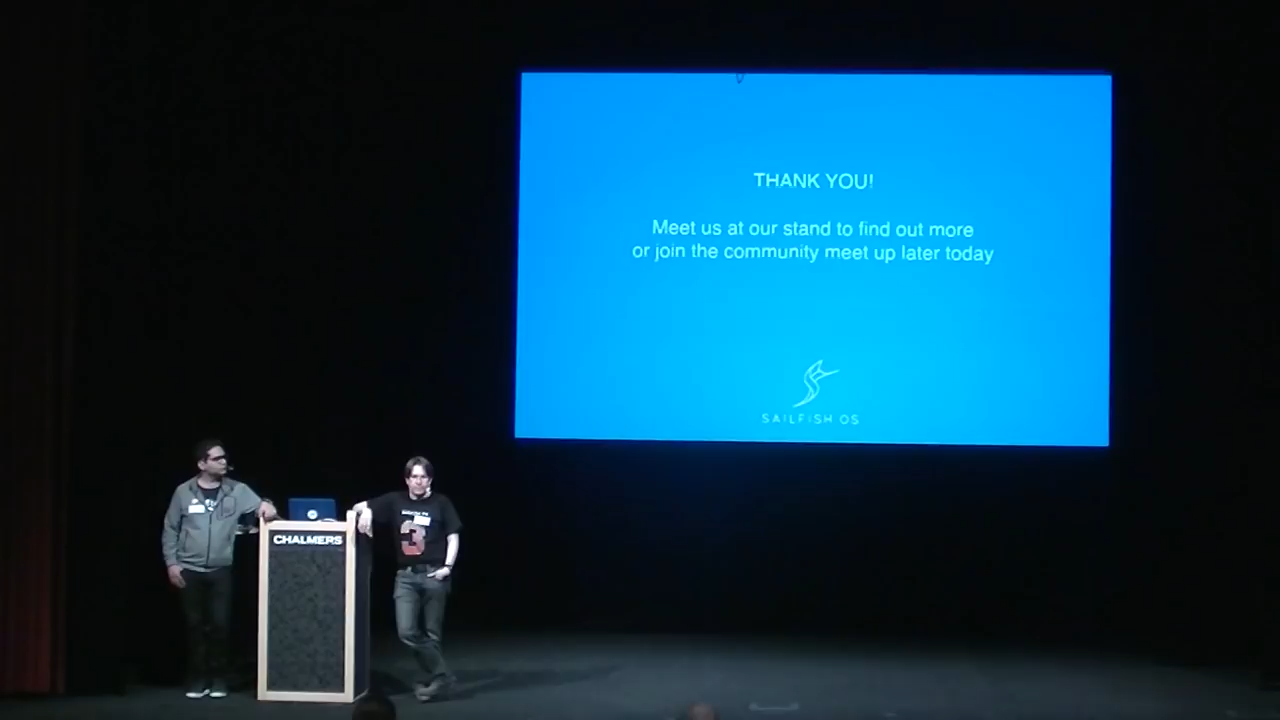 THANK YOU!
Meet us at our stand to find out more
or join the community meet up later today
SAILFISH OS
CHALMERS
3